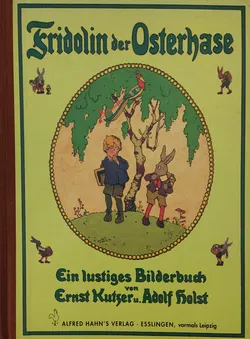 Fridolin der Osterhase
Ein lustiges Bilderbuch
von
Ernst Kutzer u. Adolf Holst
ALFRED HAHN'S VERLAG · ESSLINGEN, vormals Leipzig